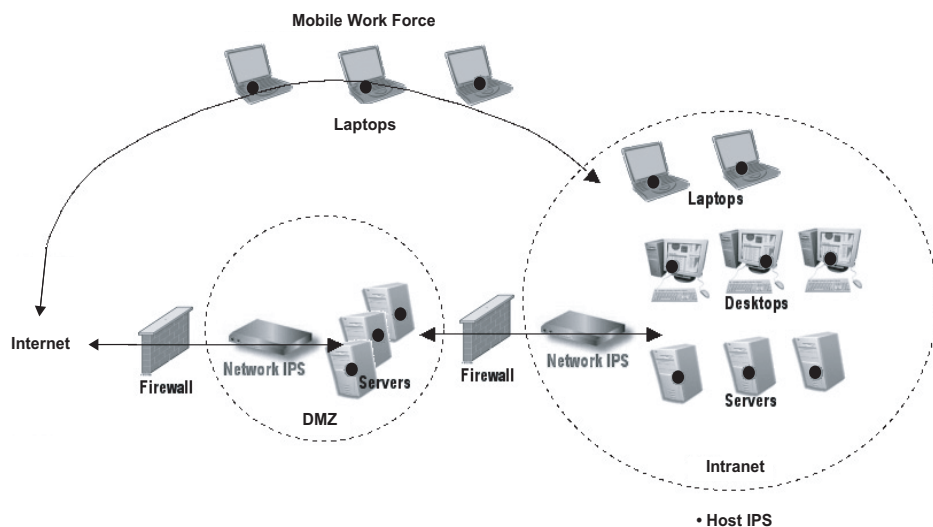 Mobile Work Force
Laptops
Laptops
Desktops
Internet
Firewall
Network IPS
Servers
DMZ
Firewall
Network IPS
Servers
Intranet
• Host IPS